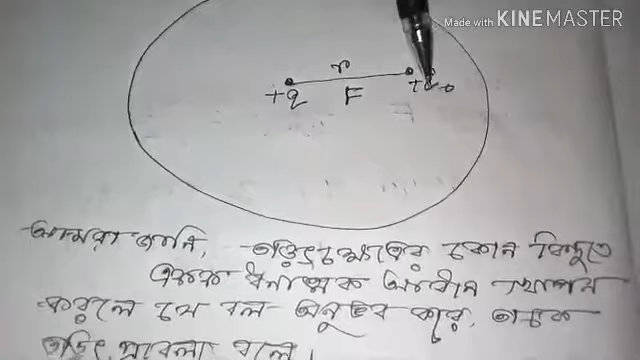 Made with KINEMASTER
r
+q F +q₀
আমরা জানি, তড়িৎক্ষেত্রের কোন বিন্দুতে
একক ধনাত্মক আধান স্থাপন
করলে যে বল অনুভব করে, তাকে
তড়িৎ প্রাবল্য বলে।